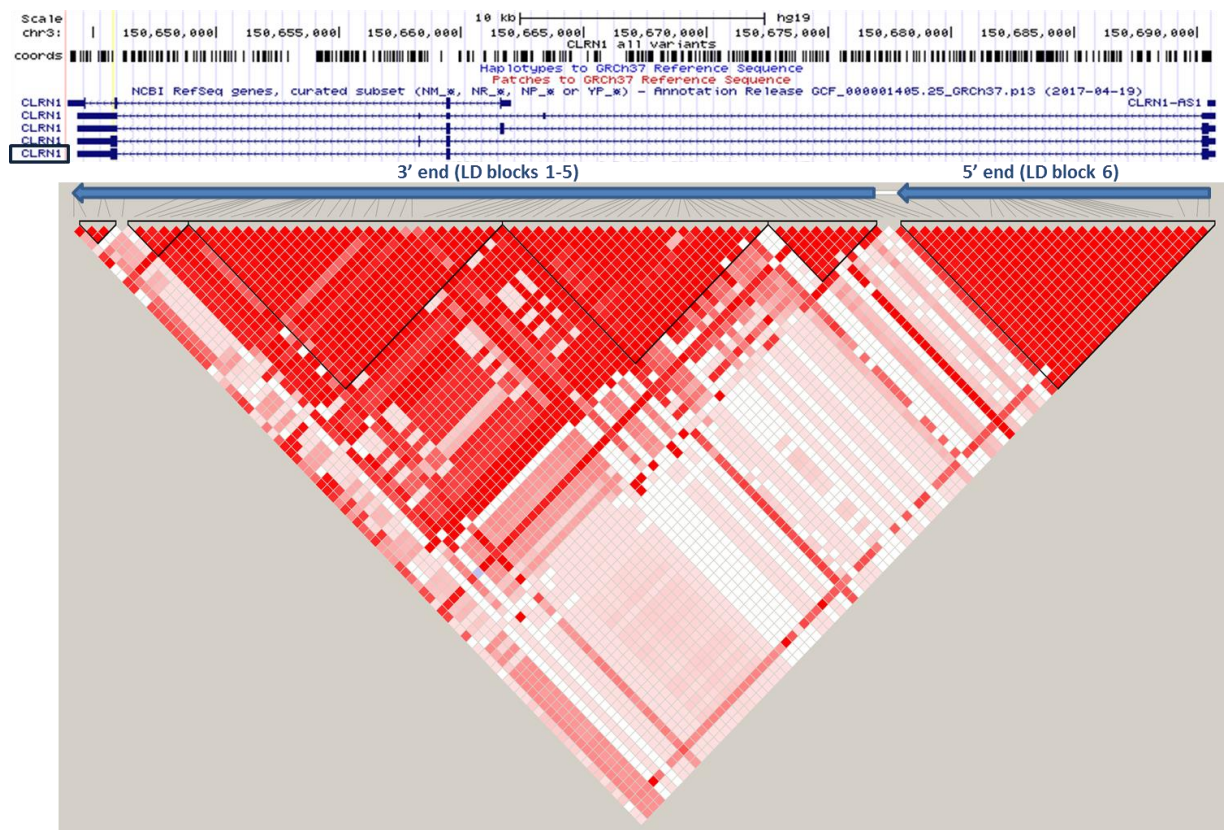 Scale 10 kb hg19
chr3: 150,650,000 150,655,000 150,660,000 150,665,000 150,670,000 150,675,000 150,680,000 150,685,000 150,690,000
CLRN1 all variants
coords
Haplotypes to GRCh37 Reference Sequence
Patches to GRCh37 Reference Sequence
NCBI RefSeq genes, curated subset (NM_*, NR_*, NP_* or YP_*) - Annotation Release GCF_000001405.25_GRCh37.p13 (2017-04-19)
CLRN1 CLRN1-AS1
CLRN1
CLRN1
CLRN1
CLRN1
3' end (LD blocks 1-5) 5' end (LD block 6)